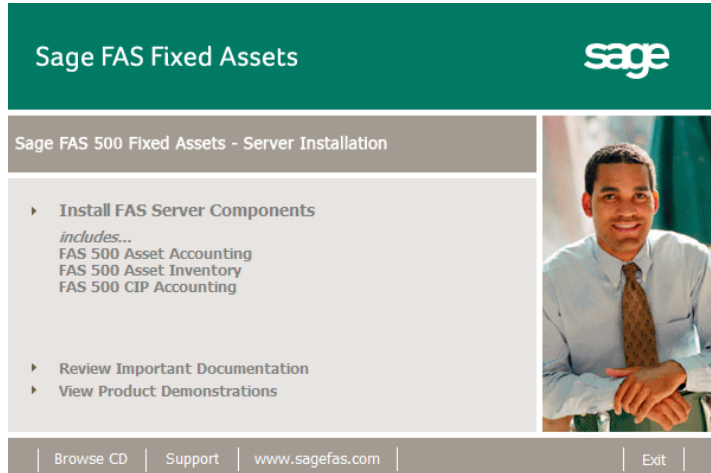 Sage FAS Fixed Assets
sage
Sage FAS 500 Fixed Assets - Server Installation
Install FAS Server Components
includes...
FAS 500 Asset Accounting
FAS 500 Asset Inventory
FAS 500 CIP Accounting
Review Important Documentation
View Product Demonstrations
Browse CD
Support
www.sagefas.com
Exit